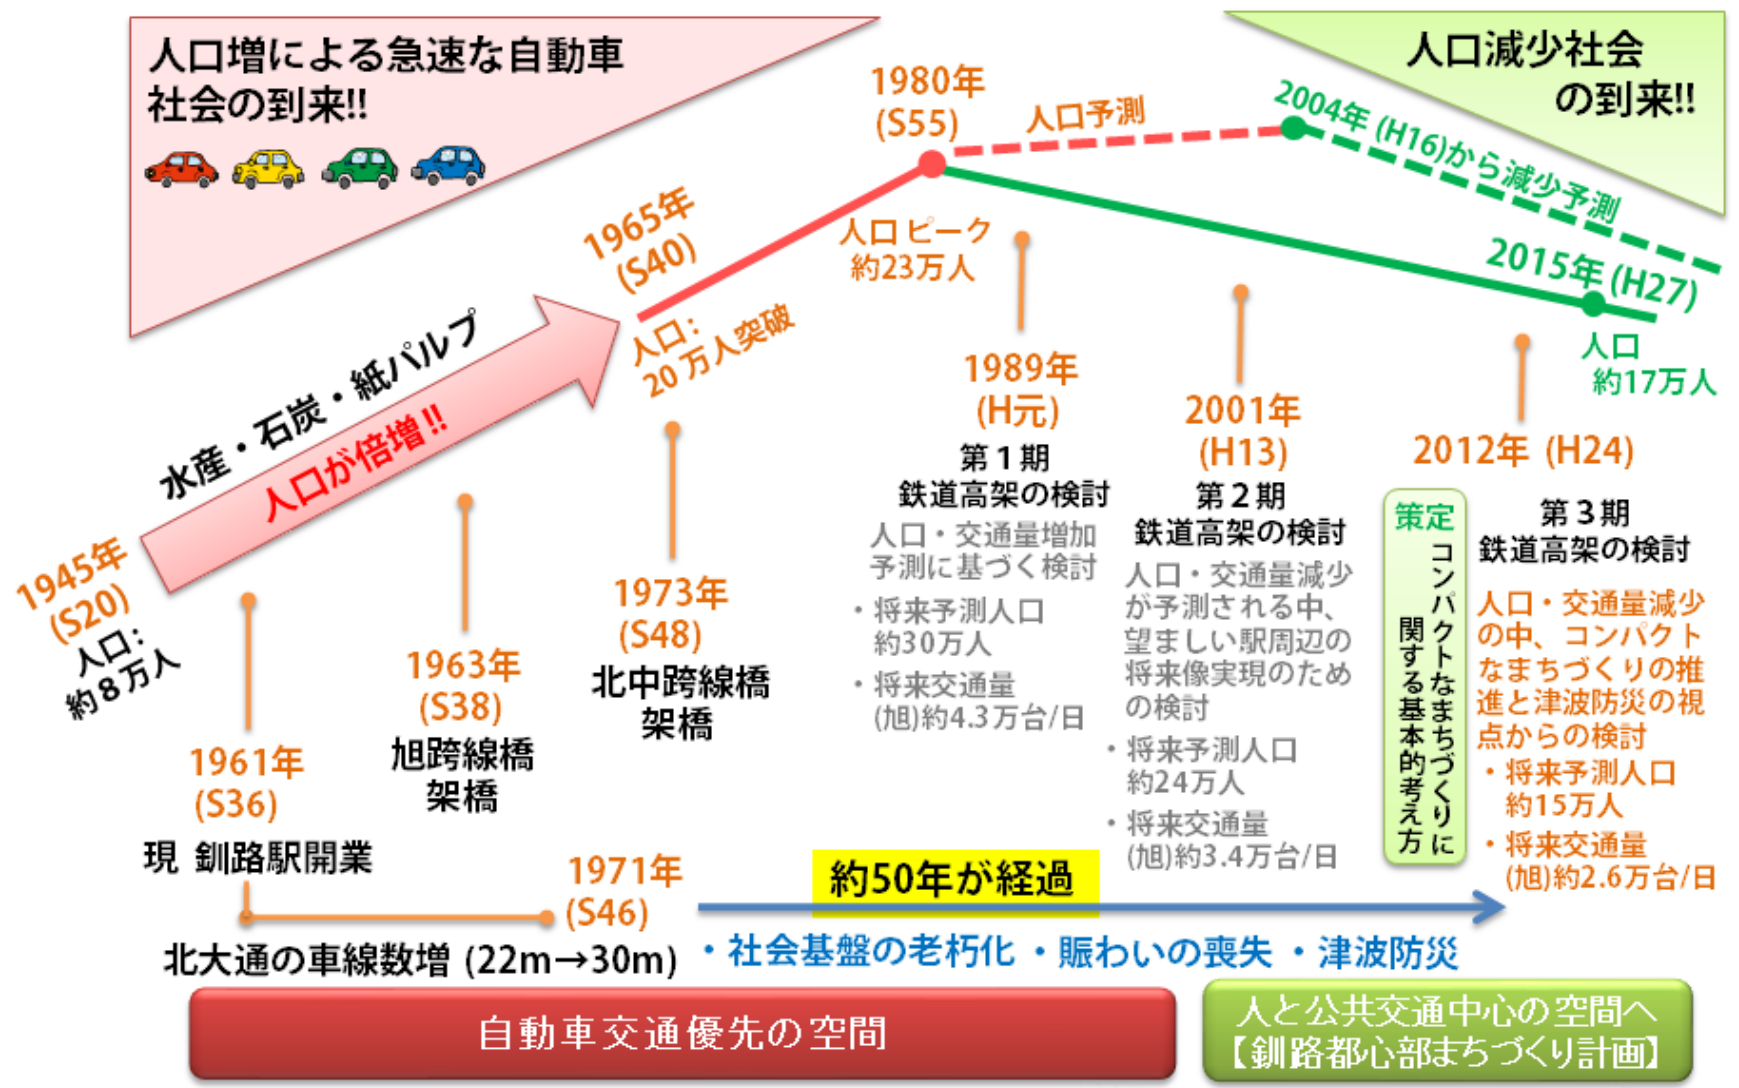 人口増による急速な自動車
社会の到来!!
人口減少社会
の到来!!
1980年
(S55)
人口予測
2004年 (H16)から減少予測
1965年
(S40)
人口ピーク
約23万人
2015年 (H27)
人口
約17万人
人口:
20万人突破
水産・石炭・紙パルプ
人口が倍増!!
1945年
(S20)
人口:
約8万人
1961年
(S36)
現 釧路駅開業
1963年
(S38)
旭跨線橋
架橋
1973年
(S48)
北中跨線橋
架橋
1989年
(H元)
第1期
鉄道高架の検討
人口・交通量増加
予測に基づく検討
・将来予測人口
約30万人
・将来交通量
(旭)約4.3万台/日
2001年
(H13)
第2期
鉄道高架の検討
人口・交通量減少
が予測される中、
望ましい駅周辺の
将来像実現のため
の検討
・将来予測人口
約24万人
・将来交通量
(旭)約3.4万台/日
2012年 (H24)
策定
コンパクトなまちづくりに
関する基本的考え方
第3期
鉄道高架の検討
人口・交通量減少
の中、コンパクト
なまちづくりの推
進と津波防災の視
点からの検討
・将来予測人口
約15万人
・将来交通量
(旭)約2.6万台/日
1971年
(S46)
北大通の車線数増 (22m→30m)
約50年が経過
・社会基盤の老朽化 ・賑わいの喪失 ・津波防災
自動車交通優先の空間
人と公共交通中心の空間へ
【釧路都心部まちづくり計画】